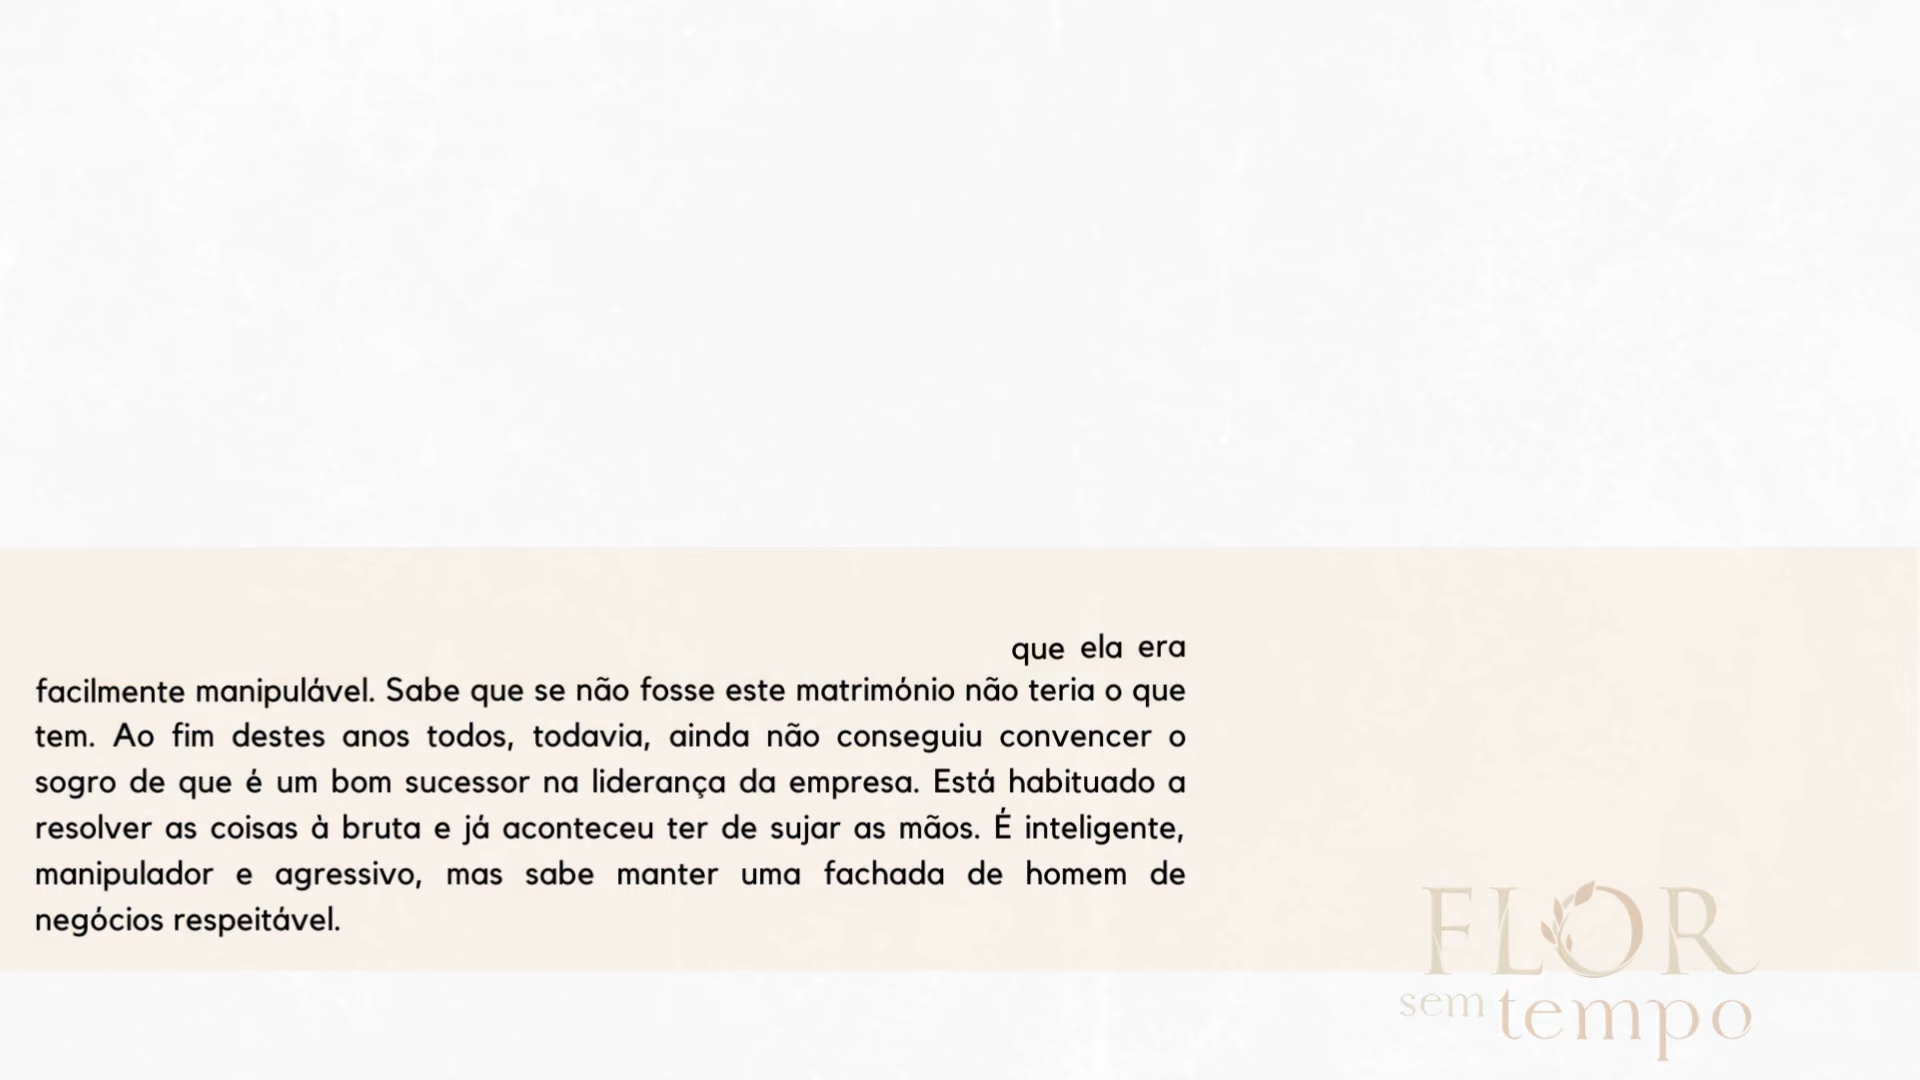 que ela era
facilmente manipulável. Sabe que se não fosse este matrimónio não teria o que
tem. Ao fim destes anos todos, todavia, ainda não conseguiu convencer o
sogro de que é um bom sucessor na liderança da empresa. Está habituado a
resolver as coisas à bruta e já aconteceu ter de sujar as mãos. É inteligente,
manipulador e agressivo, mas sabe manter uma fachada de homem de
negócios respeitável.
FLOR
sem tempo